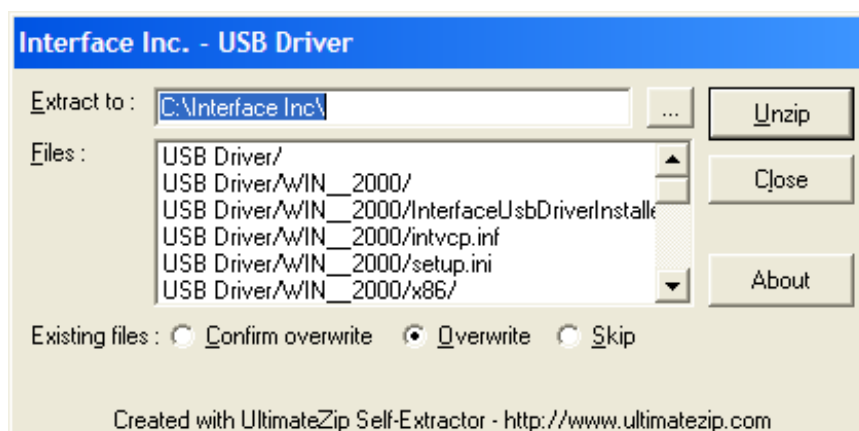 Interface Inc. - USB Driver
Extract to : C:\Interface Inc\ ... Unzip
Files : USB Driver/
USB Driver/WIN__2000/ Close
USB Driver/WIN__2000/InterfaceUsbDriverInstalle
USB Driver/WIN__2000/intvcp.inf
USB Driver/WIN__2000/setup.ini
USB Driver/WIN__2000/x86/ About
Existing files : Confirm overwrite Overwrite Skip
Created with UltimateZip Self-Extractor - http://www.ultimatezip.com